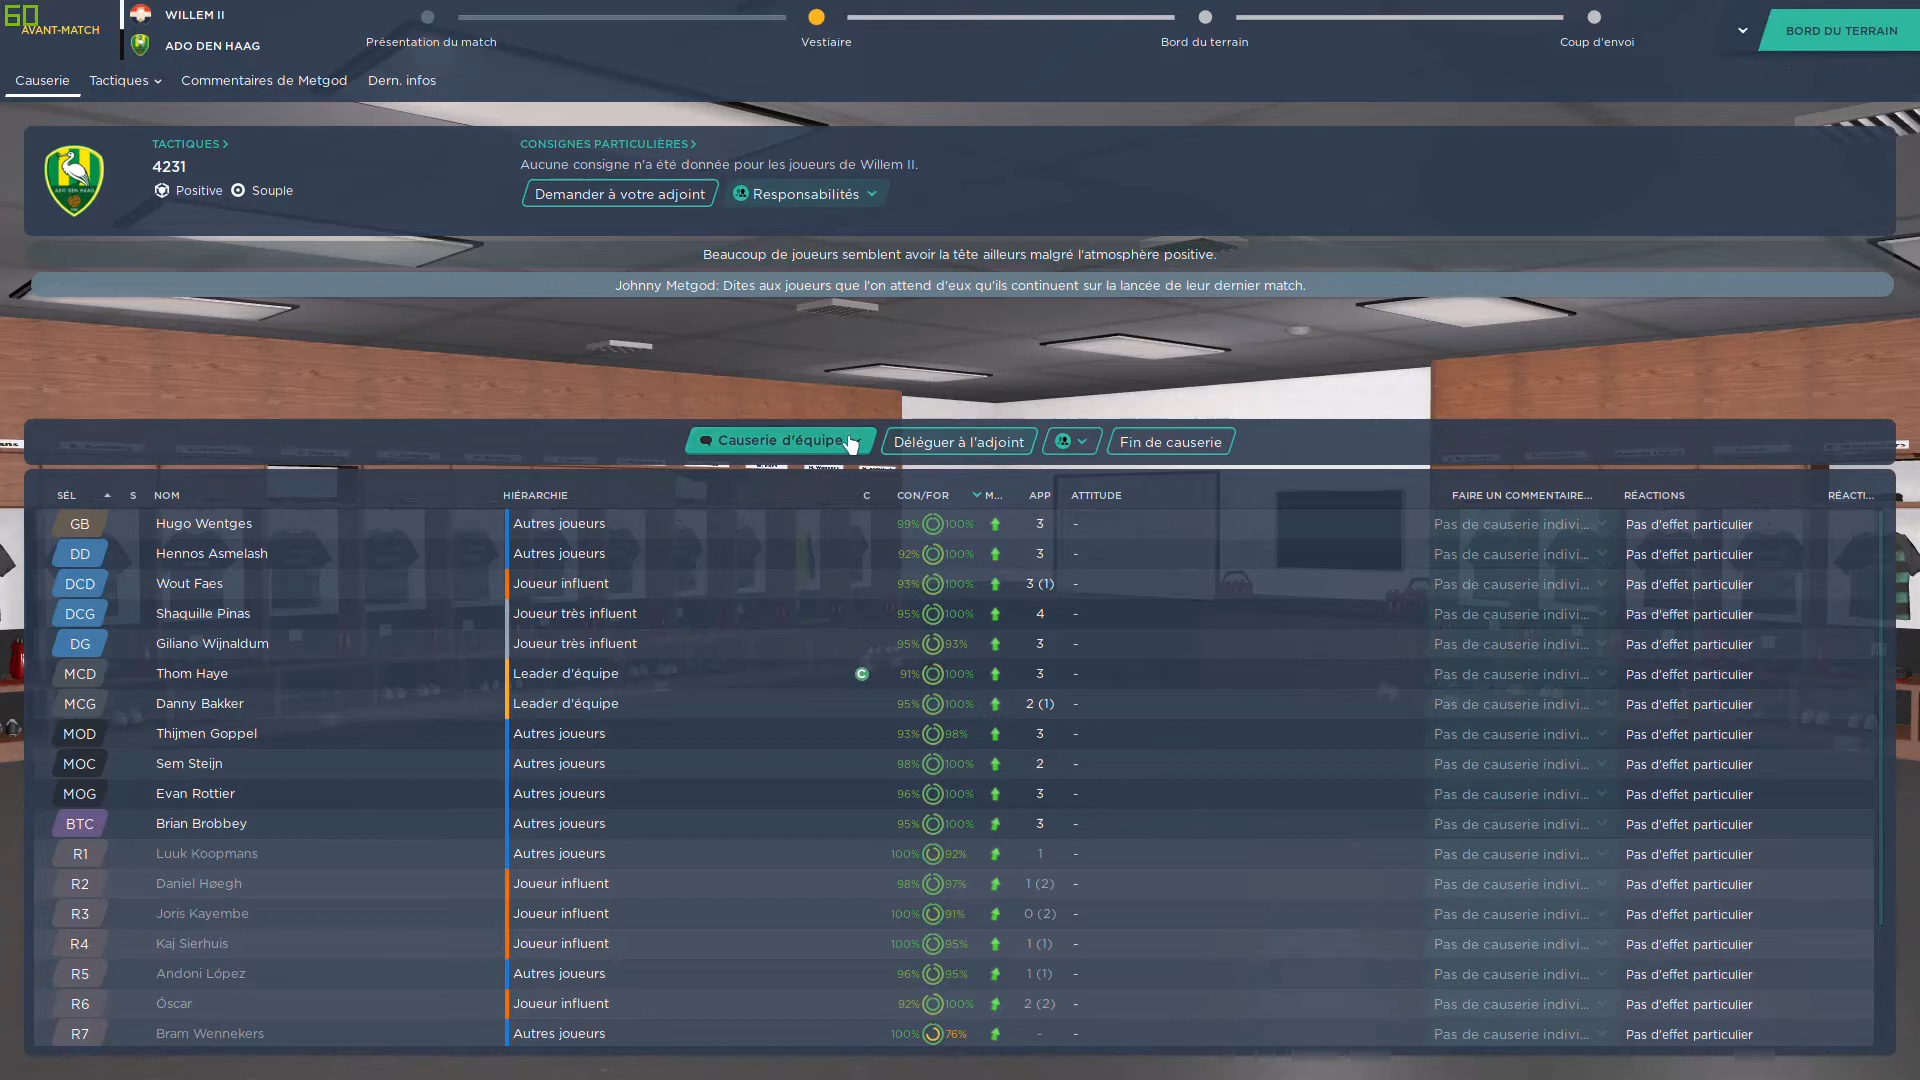 60
AVANT-MATCH
WILLEM II
ADO DEN HAAG
Présentation du match
Vestiaire
Bord du terrain
Coup d'envoi
BORD DU TERRAIN
Causerie
Tactiques
Commentaires de Metgod
Dern. infos
ADO DEN HAAG
TACTIQUES
4231
Positive
Souple
CONSIGNES PARTICULIÈRES
Aucune consigne n'a été donnée pour les joueurs de Willem II.
Demander à votre adjoint
Responsabilités
Beaucoup de joueurs semblent avoir la tête ailleurs malgré l'atmosphère positive.
Johnny Metgod: Dites aux joueurs que l'on attend d'eux qu'ils continuent sur la lancée de leur dernier match.
Causerie d'équipe
Déléguer à l'adjoint
Fin de causerie
SÉL S NOM HIÉRARCHIE C CON/FOR M... APP ATTITUDE FAIRE UN COMMENTAIRE... RÉACTIONS RÉACTI...
GB Hugo Wentges Autres joueurs 99% 100% 3 - Pas de causerie indivi... Pas d'effet particulier
DD Hennos Asmelash Autres joueurs 92% 100% 3 - Pas de causerie indivi... Pas d'effet particulier
DCD Wout Faes Joueur influent 93% 100% 3 (1) - Pas de causerie indivi... Pas d'effet particulier
DCG Shaquille Pinas Joueur très influent 95% 100% 4 - Pas de causerie indivi... Pas d'effet particulier
DG Giliano Wijnaldum Joueur très influent 95% 93% 3 - Pas de causerie indivi... Pas d'effet particulier
MCD Thom Haye Leader d'équipe C 91% 100% 3 - Pas de causerie indivi... Pas d'effet particulier
MCG Danny Bakker Leader d'équipe 95% 100% 2 (1) - Pas de causerie indivi... Pas d'effet particulier
MOD Thijmen Goppel Autres joueurs 93% 98% 3 - Pas de causerie indivi... Pas d'effet particulier
MOC Sem Steijn Autres joueurs 98% 100% 2 - Pas de causerie indivi... Pas d'effet particulier
MOG Evan Rottier Autres joueurs 96% 100% 3 - Pas de causerie indivi... Pas d'effet particulier
BTC Brian Brobbey Autres joueurs 95% 100% 3 - Pas de causerie indivi... Pas d'effet particulier
R1 Luuk Koopmans Autres joueurs 100% 92% 1 - Pas de causerie indivi... Pas d'effet particulier
R2 Daniel Høegh Joueur influent 98% 97% 1 (2) - Pas de causerie indivi... Pas d'effet particulier
R3 Joris Kayembe Joueur influent 100% 91% 0 (2) - Pas de causerie indivi... Pas d'effet particulier
R4 Kaj Sierhuis Joueur influent 100% 95% 1 (1) - Pas de causerie indivi... Pas d'effet particulier
R5 Andoni López Autres joueurs 96% 95% 1 (1) - Pas de causerie indivi... Pas d'effet particulier
R6 Óscar Joueur influent 92% 100% 2 (2) - Pas de causerie indivi... Pas d'effet particulier
R7 Bram Wennekers Autres joueurs 100% 76% - - Pas de causerie indivi... Pas d'effet particulier